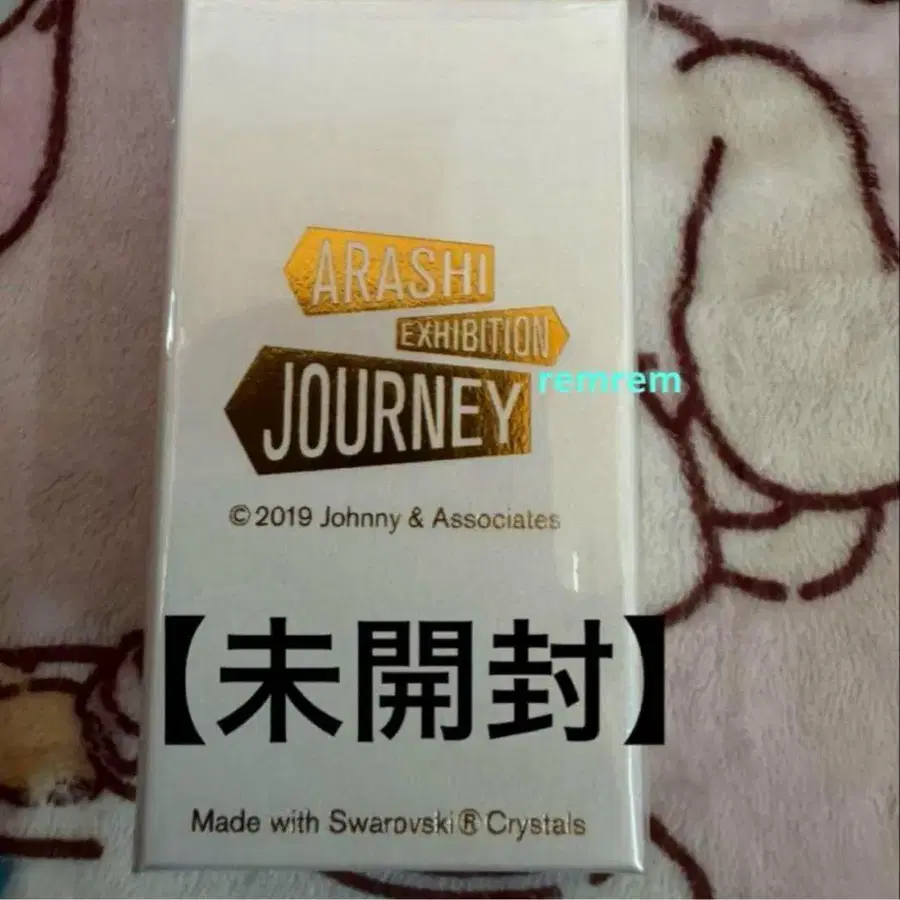 ARASHI
EXHIBITION
JOURNEY
remrem
©2019 Johnny & Associates
【未開封】
Made with Swarovski®Crystals